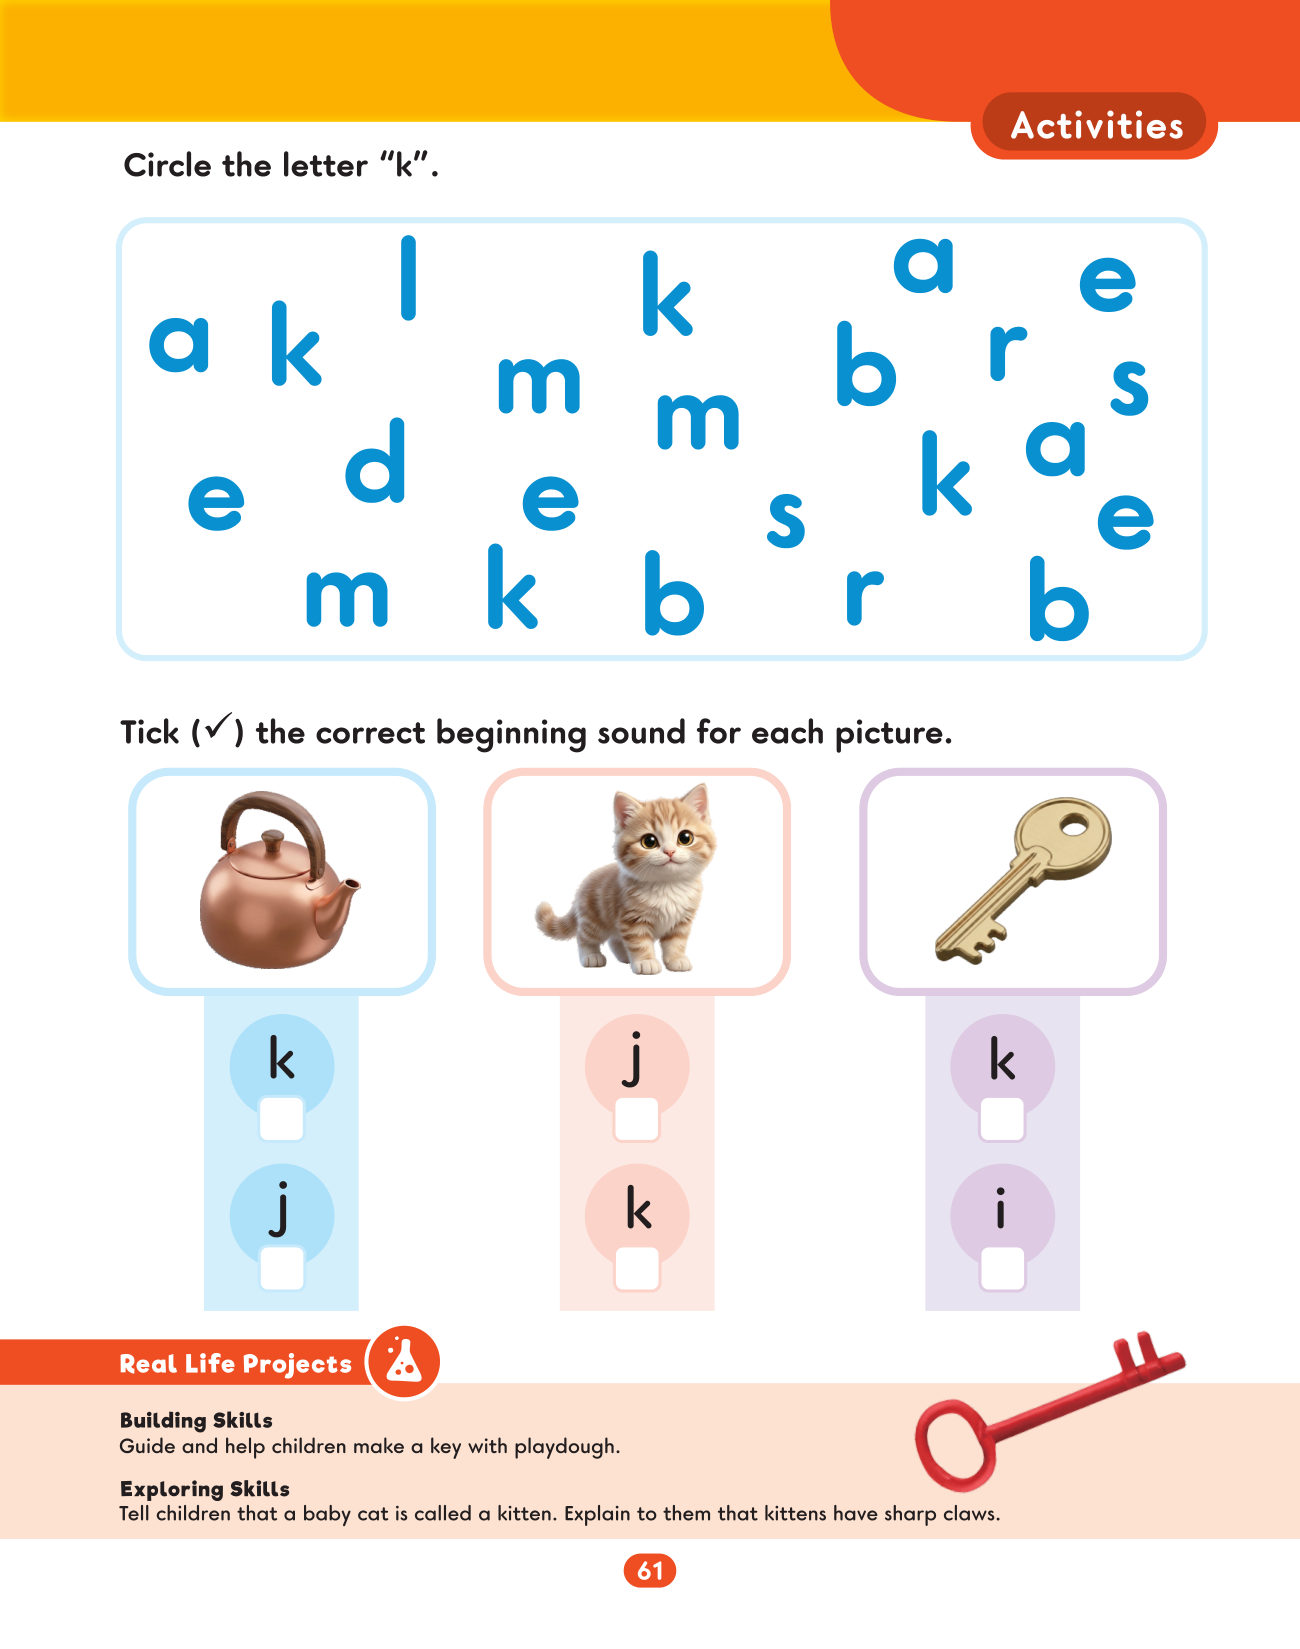 Activities
Circle the letter “k”.
l k a e
a k m b r s
d m k a
e e s e
m k b r b
Tick (✓) the correct beginning sound for each picture.
k j k
j k i
Real Life Projects
Building Skills
Guide and help children make a key with playdough.
Exploring Skills
Tell children that a baby cat is called a kitten. Explain to them that kittens have sharp claws.
61